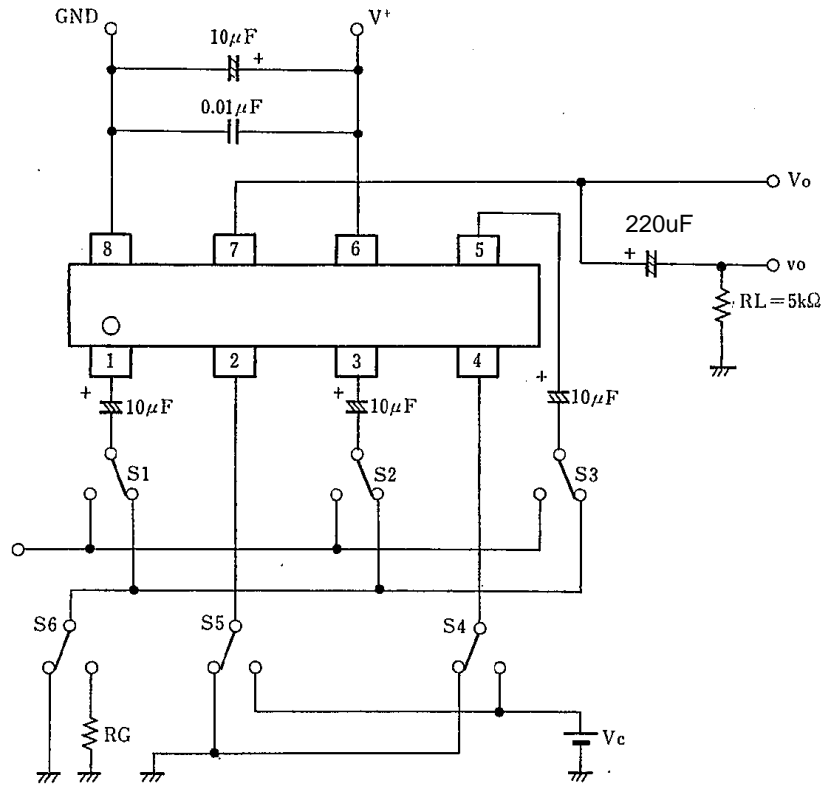 GND
V+
10μF
+
0.01μF
Vo
8
7
6
5
220uF
+
vo
RL=5kΩ
1
2
3
4
+
10μF
+
10μF
+
10μF
S1
S2
S3
S6
S5
S4
RG
Vc